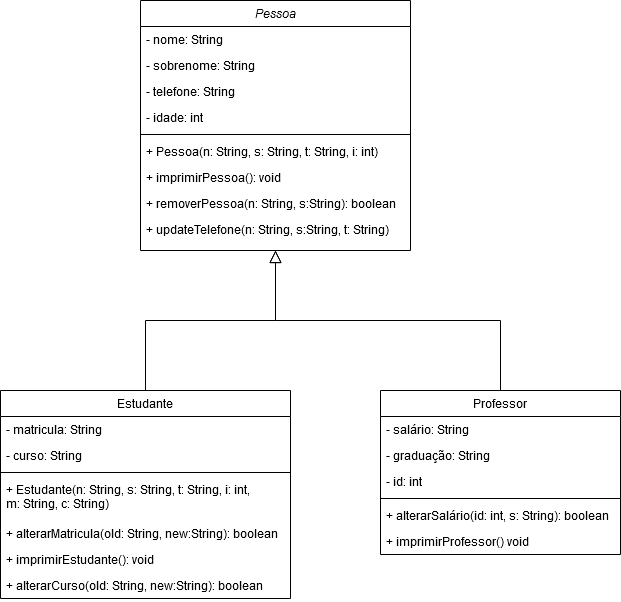 Pessoa
- nome: String
- sobrenome: String
- telefone: String
- idade: int
+ Pessoa(n: String, s: String, t: String, i: int)
+ imprimirPessoa(): void
+ removerPessoa(n: String, s:String): boolean
+ updateTelefone(n: String, s:String, t: String)
Estudante
- matricula: String
- curso: String
+ Estudante(n: String, s: String, t: String, i: int,
m: String, c: String)
+ alterarMatricula(old: String, new:String): boolean
+ imprimirEstudante(): void
+ alterarCurso(old: String, new:String): boolean
Professor
- salário: String
- graduação: String
- id: int
+ alterarSalário(id: int, s: String): boolean
+ imprimirProfessor() void